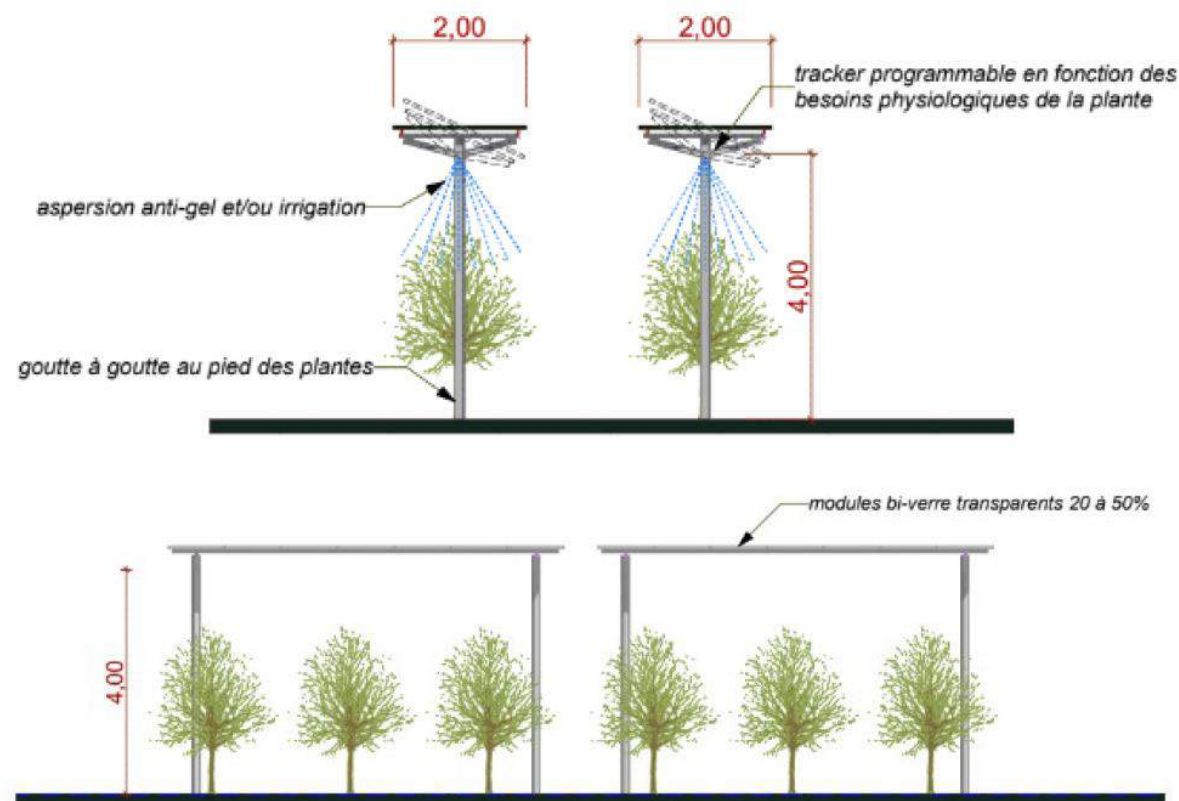 2,00
2,00
tracker programmable en fonction des
besoins physiologiques de la plante
aspersion anti-gel et/ou irrigation
4,00
goutte à goutte au pied des plantes
modules bi-verre transparents 20 à 50%
4,00